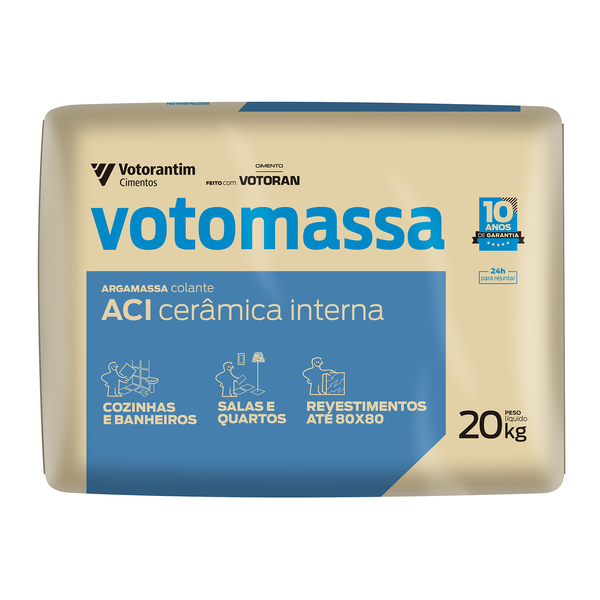 Votorantim
Cimentos
FEITO com
CIMENTO
VOTORAN
votomassa
10
ANOS
DE GARANTIA
24h
para rejuntar
ARGAMASSA colante
ACI cerâmica interna
COZINHAS
E BANHEIROS
SALAS E
QUARTOS
REVESTIMENTOS
ATÉ 80X80
20kg
PESO
líquido